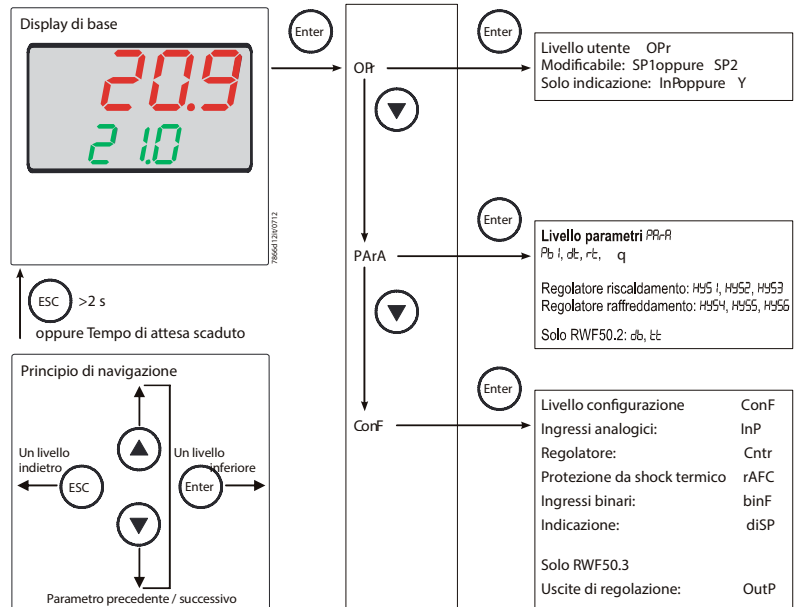 Display di base
20.9
21.0
7866d12it/0712
ESC >2 s
oppure Tempo di attesa scaduto
Principio di navigazione
Un livello indietro
ESC
Un livello inferiore
Enter
Parametro precedente / successivo
Enter
OPr
PArA
ConF
Enter
Livello utente OPr
Modificabile: SP1oppure SP2
Solo indicazione: InPoppure Y
Enter
Livello parametri PArA
Pb1, dt, rt, q
Regolatore riscaldamento: HYS1, HYS2, HYS3
Regolatore raffreddamento: HYS4, HYS5, HYS6
Solo RWF50.2: db, tt
Enter
Livello configurazione ConF
Ingressi analogici: InP
Regolatore: Cntr
Protezione da shock termico rAFC
Ingressi binari: binF
Indicazione: diSP
Solo RWF50.3
Uscite di regolazione: OutP